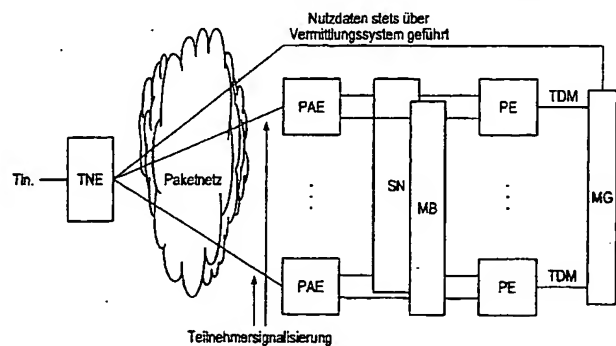 Nutzdaten stets über
Vermittlungssystem geführt
PAE
SN
MB
PE
TDM
Tln.
TNE
Paketnetz
MG
PAE
PE
TDM
Teilnehmersignalisierung